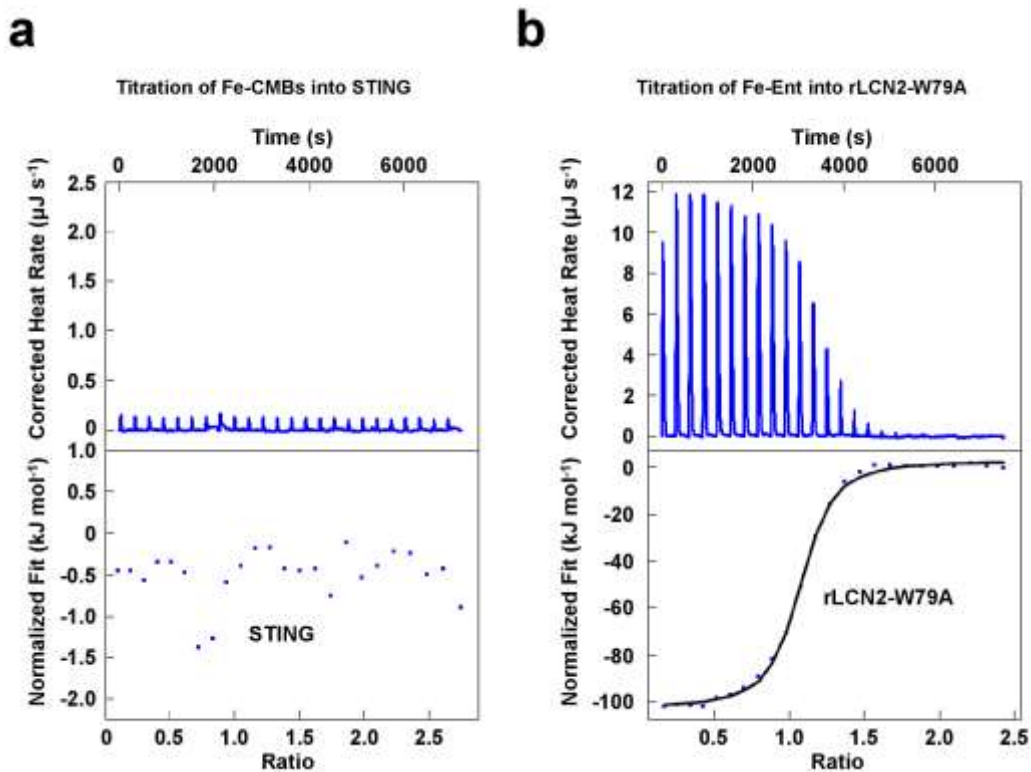 a
Titration of Fe-CMBs into STING
Time (s)
0 2000 4000 6000
Corrected Heat Rate (µJ s⁻¹)
2.5
2.0
1.5
1.0
0.5
0
Normalized Fit (kJ mol⁻¹)
1.0
0.5
0
-0.5
-1.0
-1.5
-2.0
STING
0 0.5 1.0 1.5 2.0 2.5
Ratio
b
Titration of Fe-Ent into rLCN2-W79A
Time (s)
0 2000 4000 6000
Corrected Heat Rate (µJ s⁻¹)
12
10
8
6
4
2
0
Normalized Fit (kJ mol⁻¹)
0
-20
-40
-60
-80
-100
rLCN2-W79A
0.5 1.0 1.5 2.0 2.5
Ratio